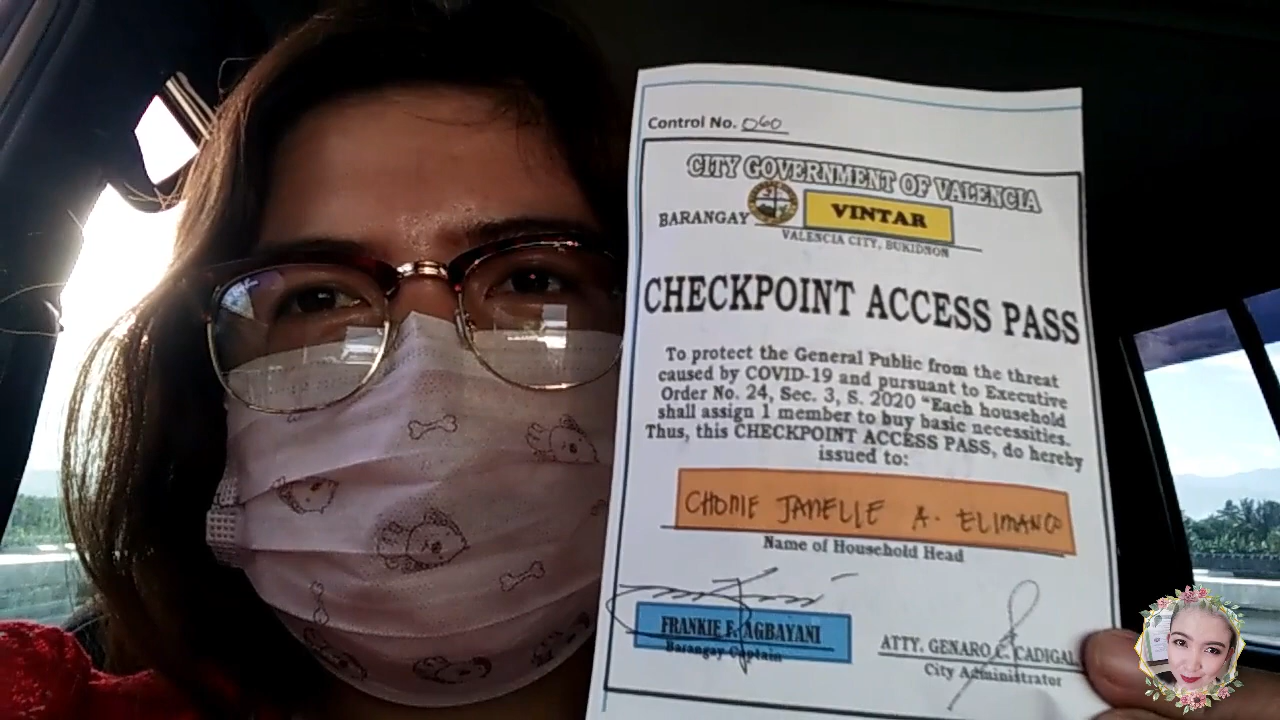 Control No. 060
CITY GOVERNMENT OF VALENCIA
BARANGAY VINTAR
VALENCIA CITY, BUKIDNON
CHECKPOINT ACCESS PASS
To protect the General Public from the threat
caused by COVID-19 and pursuant to Executive
Order No. 24, Sec. 3, S. 2020 "Each household
shall assign 1 member to buy basic necessities.
Thus, this CHECKPOINT ACCESS PASS, do hereby
issued to:
CHONIE JANELLE A. ELIMANCO
Name of Household Head
FRANKIE F. AGBAYANI
Barangay Captain
ATTY. GENARO C. CADIGAL
City Administrator